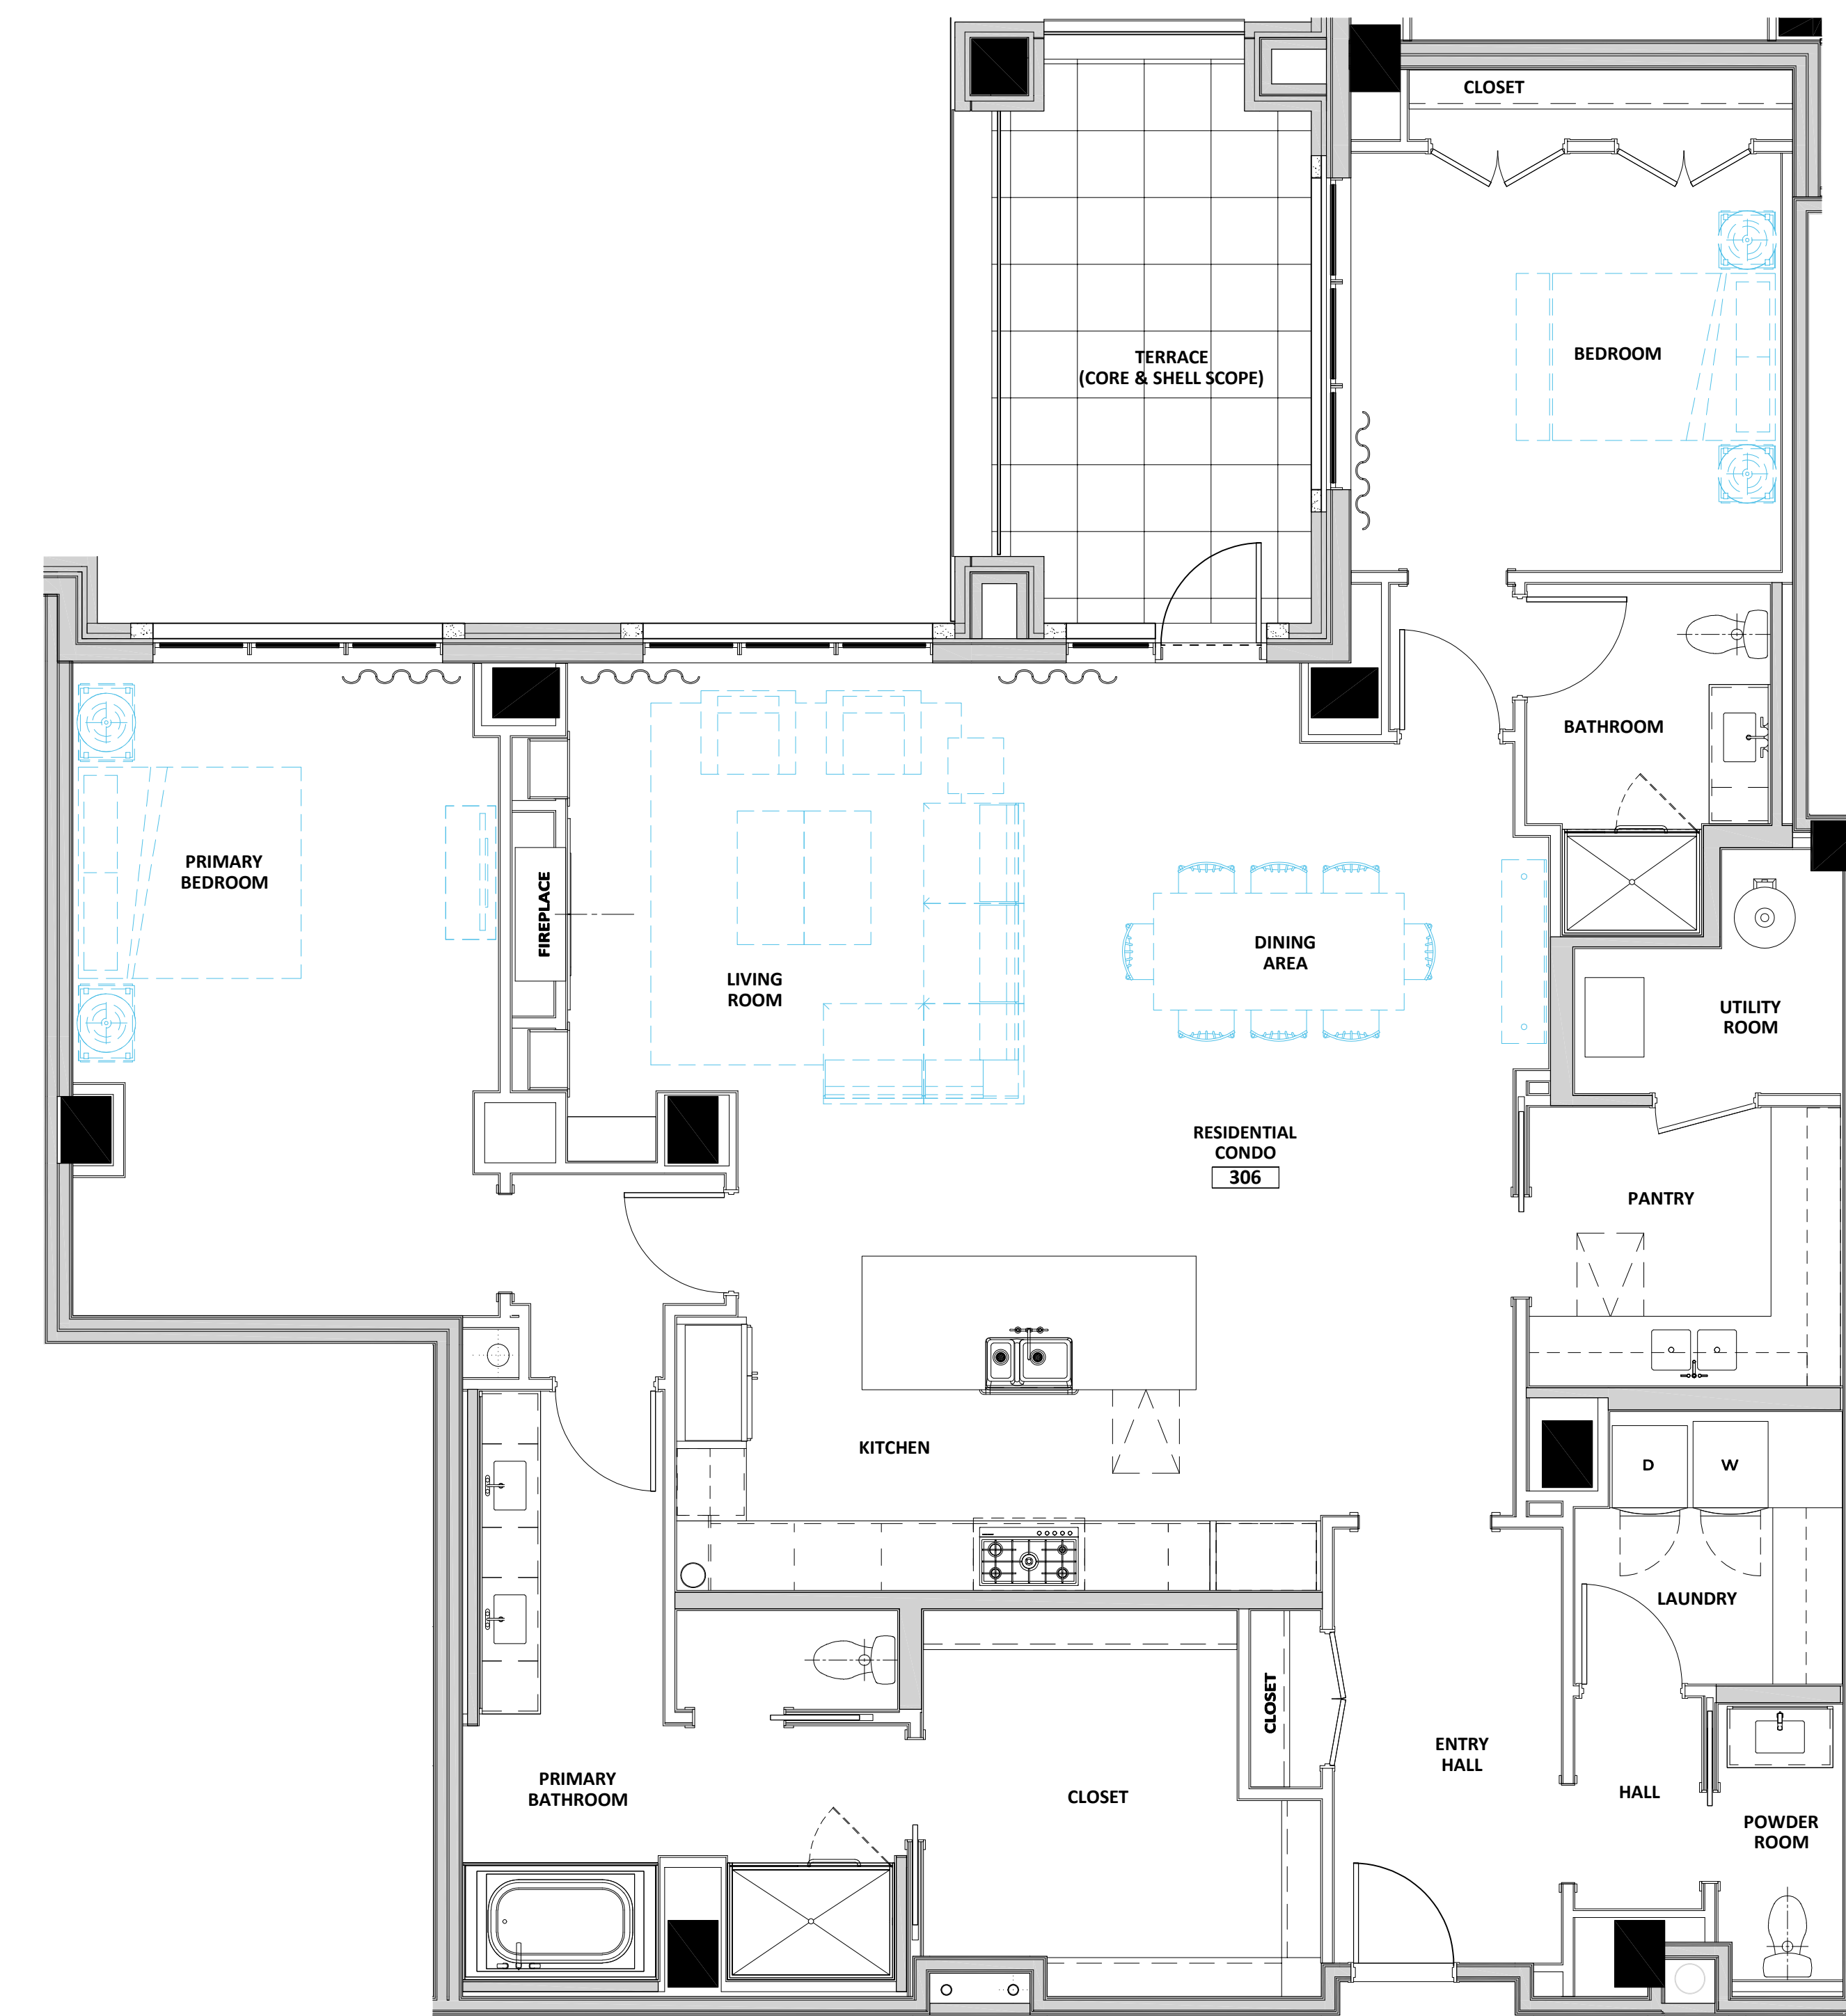 CLOSET
TERRACE
(CORE & SHELL SCOPE)
BEDROOM
BATHROOM
PRIMARY
BEDROOM
FIREPLACE
LIVING
ROOM
DINING
AREA
UTILITY
ROOM
RESIDENTIAL
CONDO
306
PANTRY
KITCHEN
D
W
LAUNDRY
CLOSET
ENTRY
HALL
PRIMARY
BATHROOM
CLOSET
HALL
POWDER
ROOM